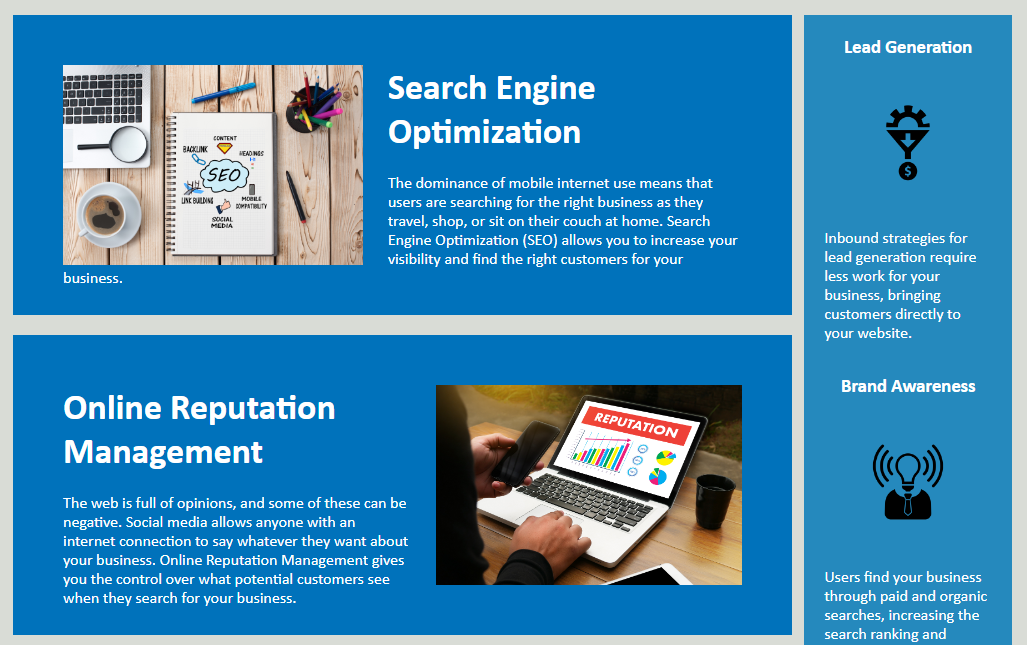 Search Engine
Optimization
CONTENT
BACKLINK
HEADINGS
SEO
LINK BUILDING
MOBILE
COMPATIBILITY
SOCIAL
MEDIA
The dominance of mobile internet use means that
users are searching for the right business as they
travel, shop, or sit on their couch at home. Search
Engine Optimization (SEO) allows you to increase your
visibility and find the right customers for your
business.
Online Reputation
Management
The web is full of opinions, and some of these can be
negative. Social media allows anyone with an
internet connection to say whatever they want about
your business. Online Reputation Management gives
you the control over what potential customers see
when they search for your business.
REPUTATION
Lead Generation
$
Inbound strategies for
lead generation require
less work for your
business, bringing
customers directly to
your website.
Brand Awareness
Users find your business
through paid and organic
searches, increasing the
search ranking and